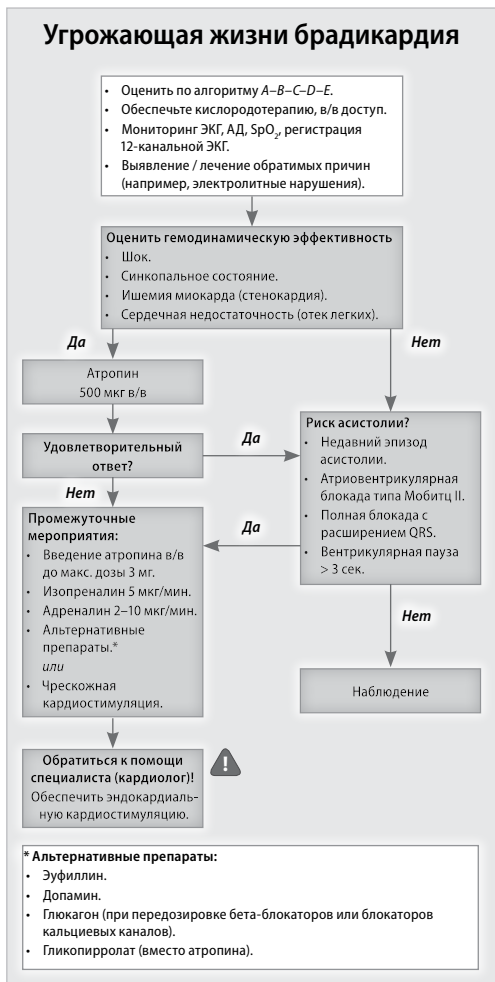 Угрожающая жизни брадикардия
• Оценить по алгоритму A–B–C–D–E.
• Обеспечьте кислородотерапию, в/в доступ.
• Мониторинг ЭКГ, АД, SpO2, регистрация
12-канальной ЭКГ.
• Выявление / лечение обратимых причин
(например, электролитные нарушения).
Оценить гемодинамическую эффективность
• Шок.
• Синкопальное состояние.
• Ишемия миокарда (стенокардия).
• Сердечная недостаточность (отек легких).
Да
Нет
Атропин
500 мкг в/в
Удовлетворительный
ответ?
Да
Риск асистолии?
• Недавний эпизод
асистолии.
• Атриовентрикулярная
блокада типа Мобитц II.
• Полная блокада с
расширением QRS.
• Вентрикулярная пауза
> 3 сек.
Нет
Промежуточные
мероприятия:
• Введение атропина в/в
до макс. дозы 3 мг.
• Изопреналин 5 мкг/мин.
• Адреналин 2–10 мкг/мин.
• Альтернативные
препараты.*
или
• Чрескожная
кардиостимуляция.
Да
Нет
Наблюдение
Обратиться к помощи
специалиста (кардиолог)!
Обеспечить эндокардиаль-
ную кардиостимуляцию.
!
* Альтернативные препараты:
• Эуфиллин.
• Допамин.
• Глюкагон (при передозировке бета-блокаторов или блокаторов
кальциевых каналов).
• Гликопирролат (вместо атропина).